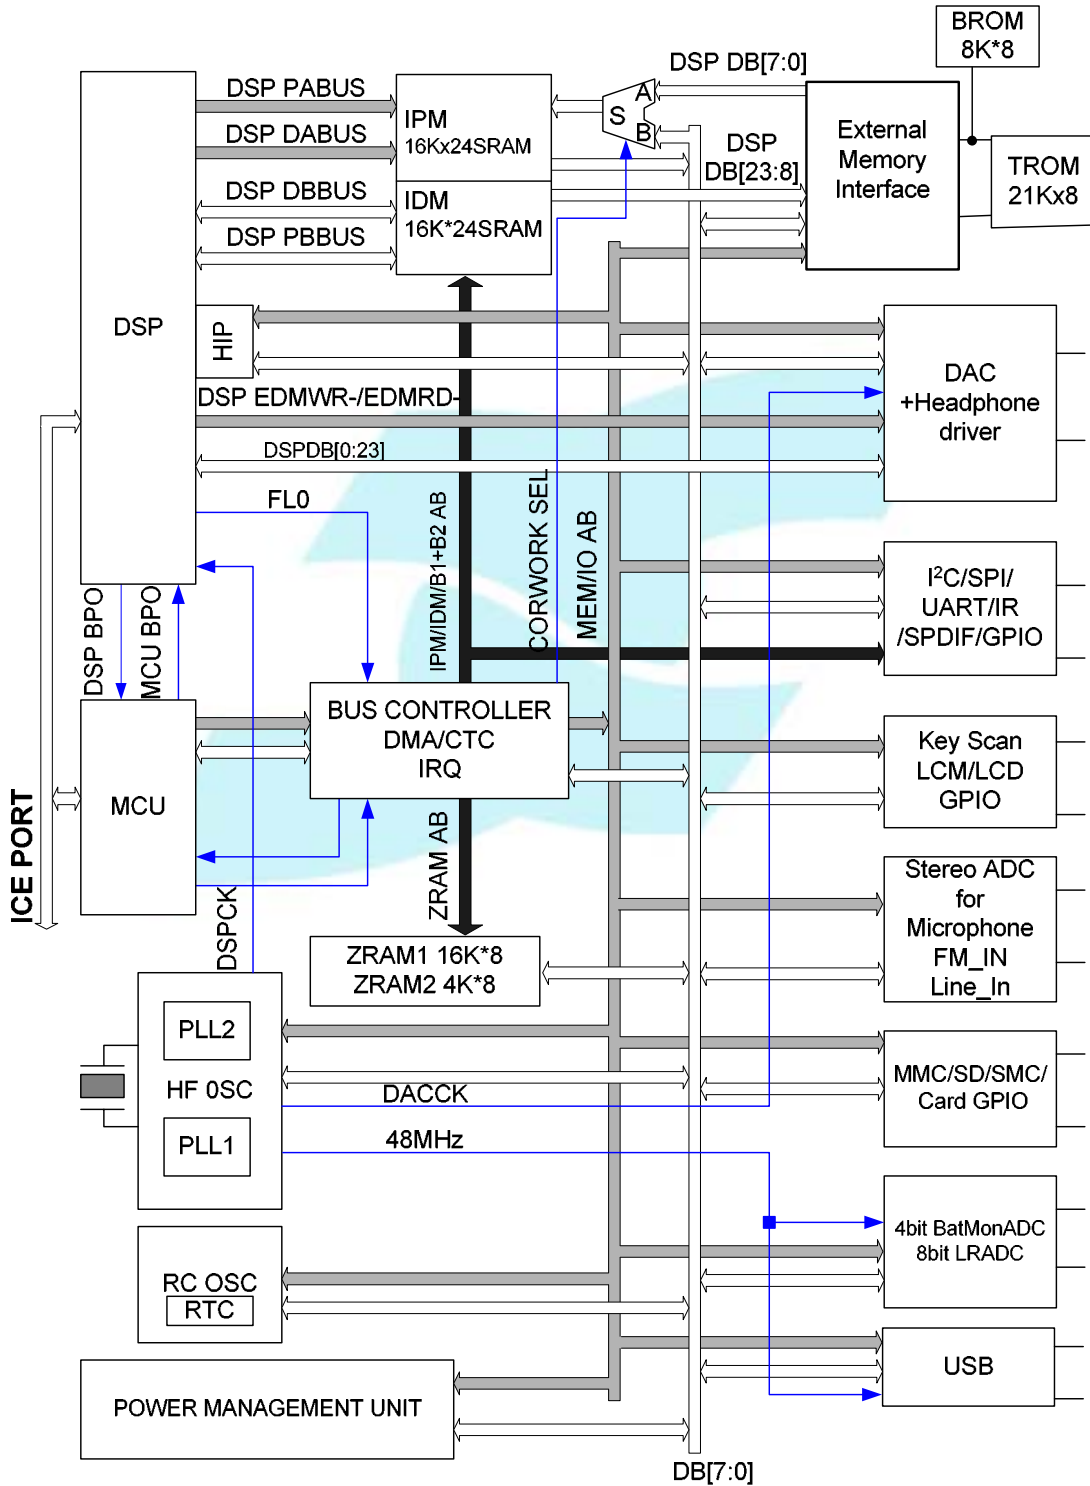 BROM
8K*8
DSP DB[7:0]
DSP PABUS
IPM
16Kx24SRAM
A
S
B
External
Memory
Interface
DSP
DB[23:8]
TROM
21Kx8
DSP DABUS
DSP DBBUS
IDM
16K*24SRAM
DSP PBBUS
DSP
HIP
DAC
+Headphone
driver
DSP EDMWR-/EDMRD-
DSPDB[0:23]
FL0
IPM/IDM/B1+B2 AB
CORWORK SEL
MEM/IO AB
I²C/SPI/
UART/IR
/SPDIF/GPIO
DSP BPO
MCU BPO
BUS CONTROLLER
DMA/CTC
IRQ
Key Scan
LCM/LCD
GPIO
MCU
ICE PORT
ZRAM AB
DSPCK
Stereo ADC
for
Microphone
FM_IN
Line_In
ZRAM1 16K*8
ZRAM2 4K*8
PLL2
HF 0SC
PLL1
DACCK
48MHz
MMC/SD/SMC/
Card GPIO
4bit BatMonADC
8bit LRADC
RC OSC
RTC
USB
POWER MANAGEMENT UNIT
DB[7:0]